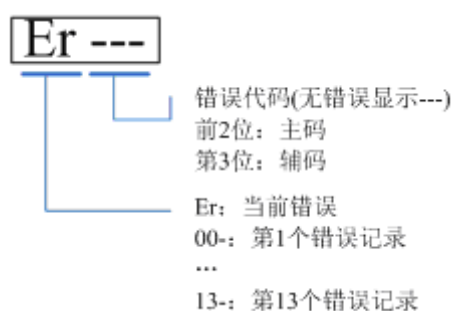 Er ---
错误代码(无错误显示---)
前2位：主码
第3位：辅码
Er：当前错误
00-：第1个错误记录
…
13-：第13个错误记录